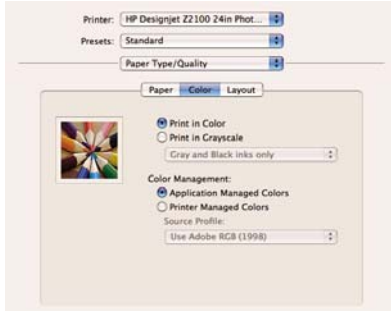 Printer: HP Designjet Z2100 24in Phot...
Presets: Standard
Paper Type/Quality
Paper Color Layout
Print in Color
Print in Grayscale
Gray and Black inks only
Color Management:
Application Managed Colors
Printer Managed Colors
Source Profile:
Use Adobe RGB (1998)